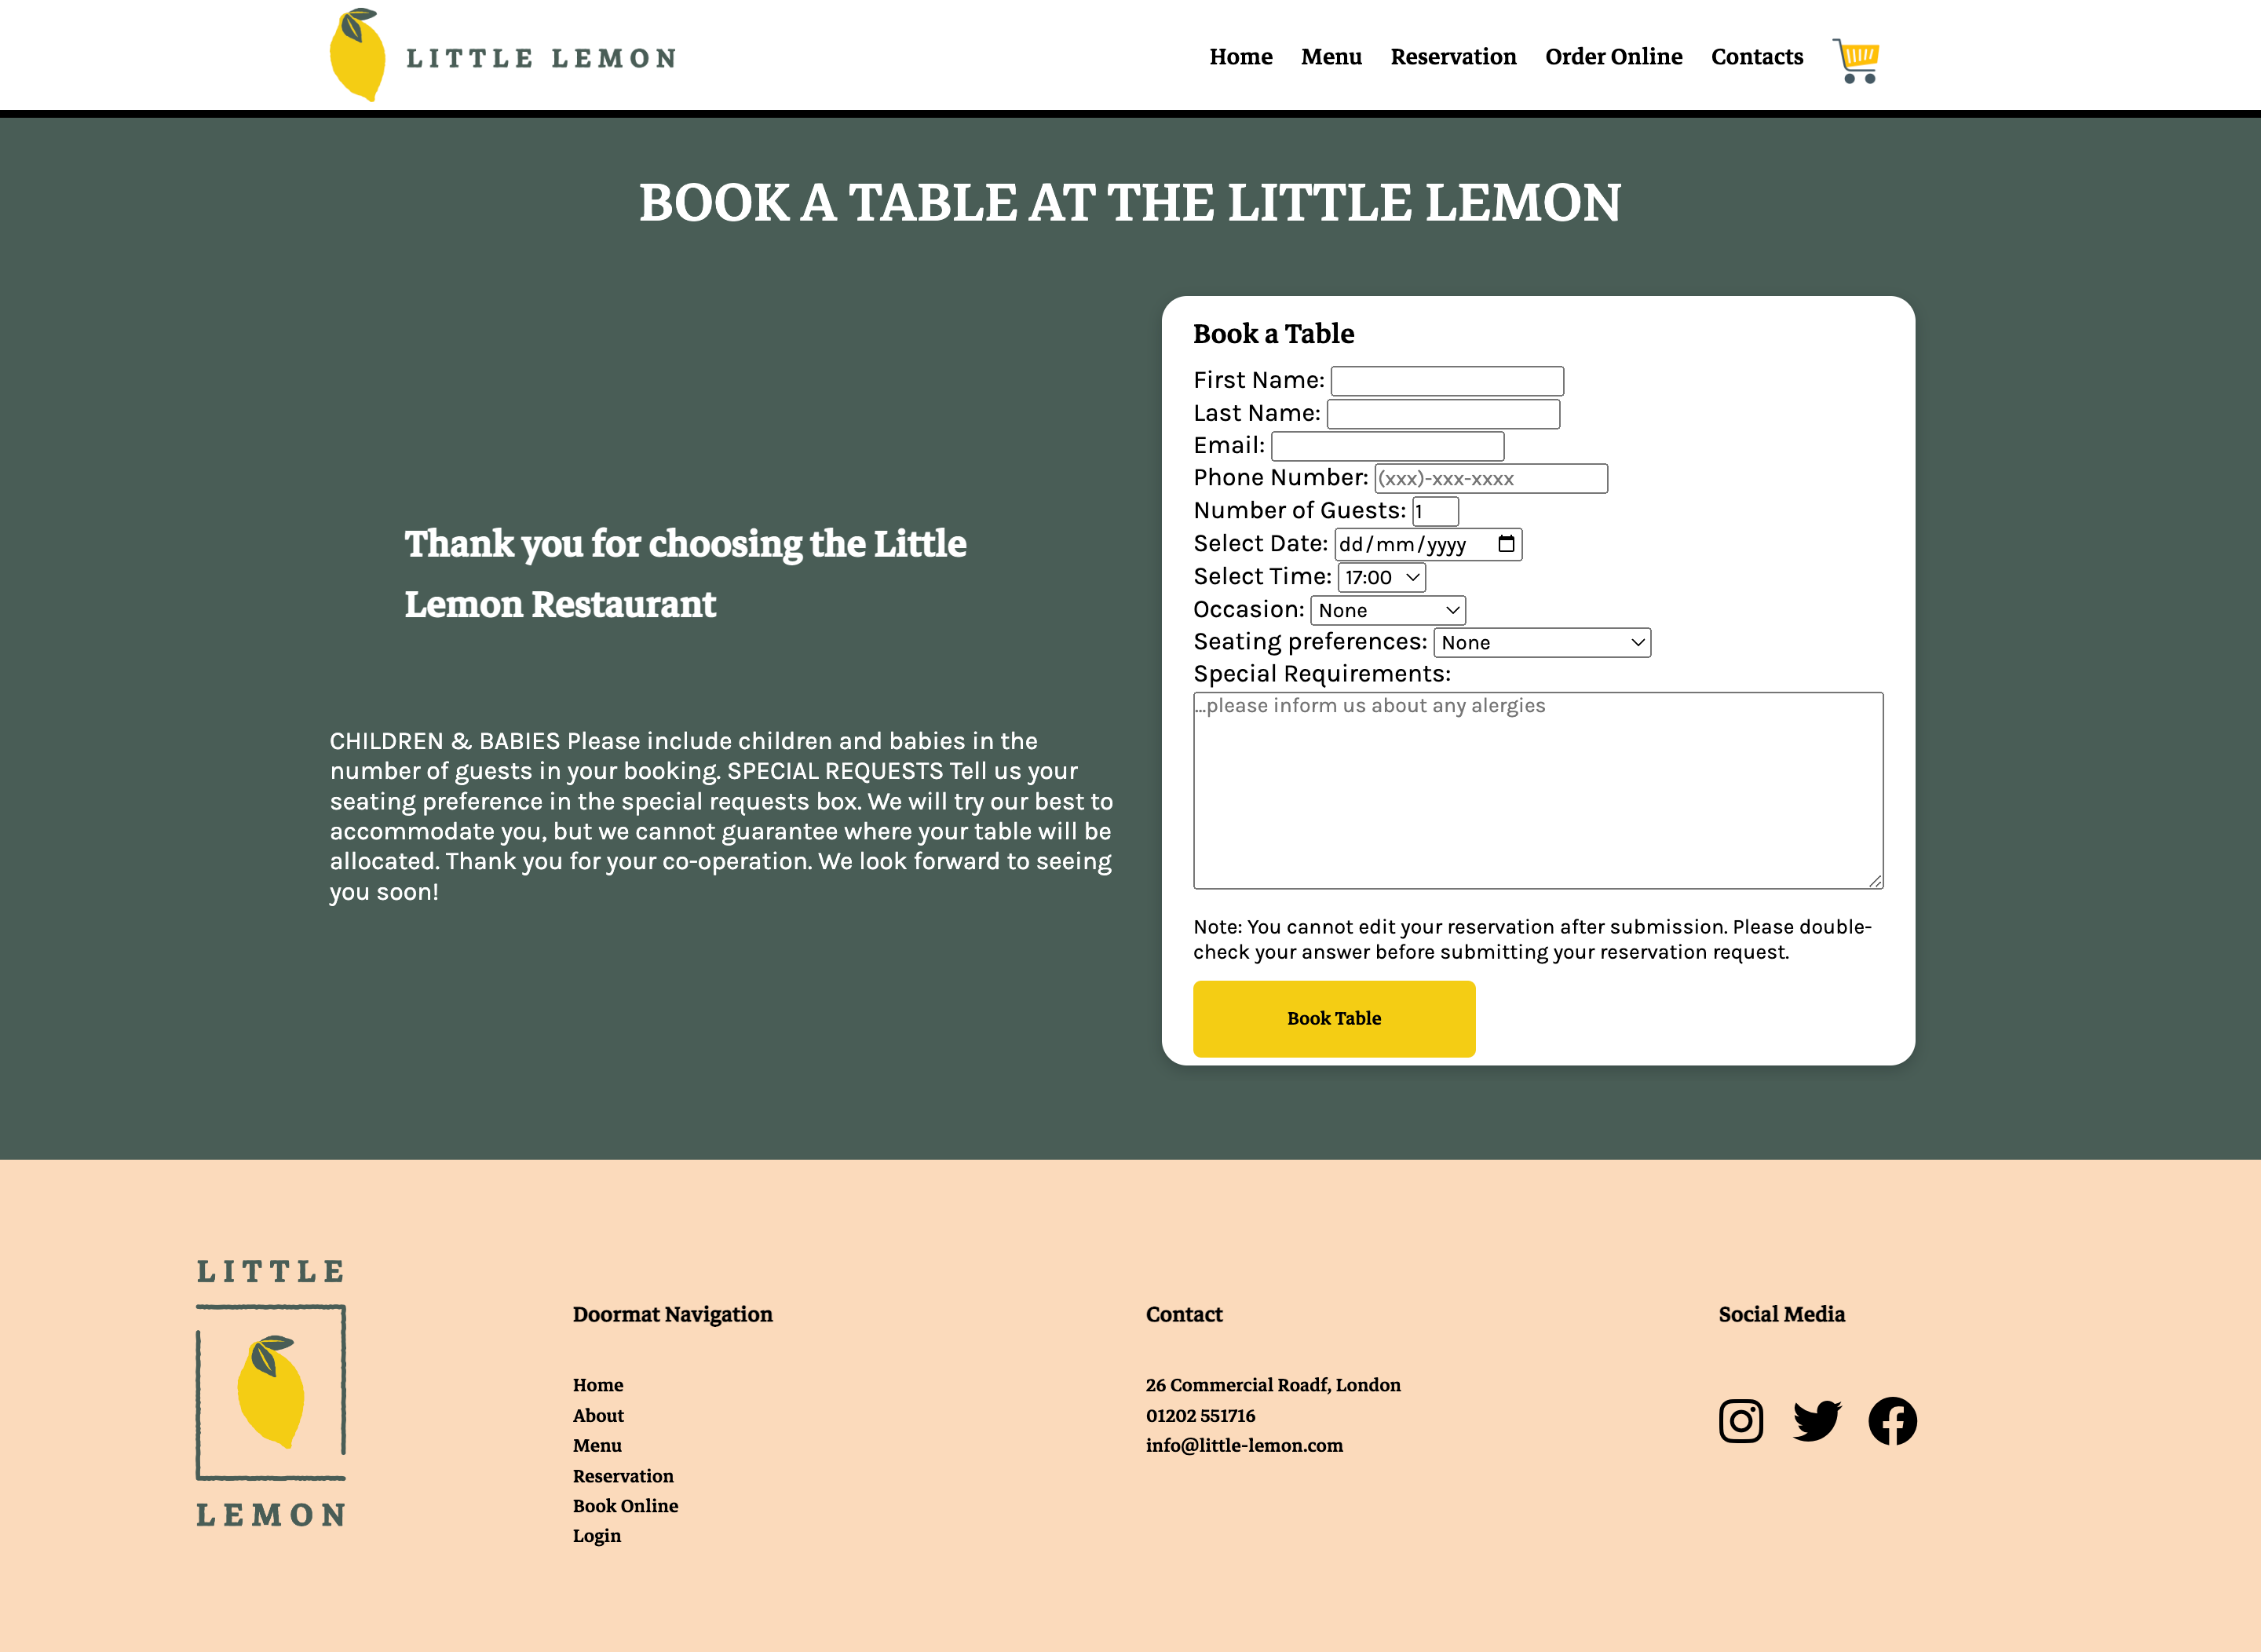 LITTLE LEMON
Home Menu Reservation Order Online Contacts
BOOK A TABLE AT THE LITTLE LEMON
Thank you for choosing the Little
Lemon Restaurant
CHILDREN & BABIES Please include children and babies in the
number of guests in your booking. SPECIAL REQUESTS Tell us your
seating preference in the special requests box. We will try our best to
accommodate you, but we cannot guarantee where your table will be
allocated. Thank you for your co-operation. We look forward to seeing
you soon!
Book a Table
First Name:
Last Name:
Email:
Phone Number: (xxx)-xxx-xxxx
Number of Guests: 1
Select Date: dd/mm/yyyy
Select Time: 17:00
Occasion: None
Seating preferences: None
Special Requirements:
...please inform us about any alergies
Note: You cannot edit your reservation after submission. Please double-
check your answer before submitting your reservation request.
Book Table
LITTLE
LEMON
Doormat Navigation
Home
About
Menu
Reservation
Book Online
Login
Contact
26 Commercial Roadf, London
01202 551716
info@little-lemon.com
Social Media